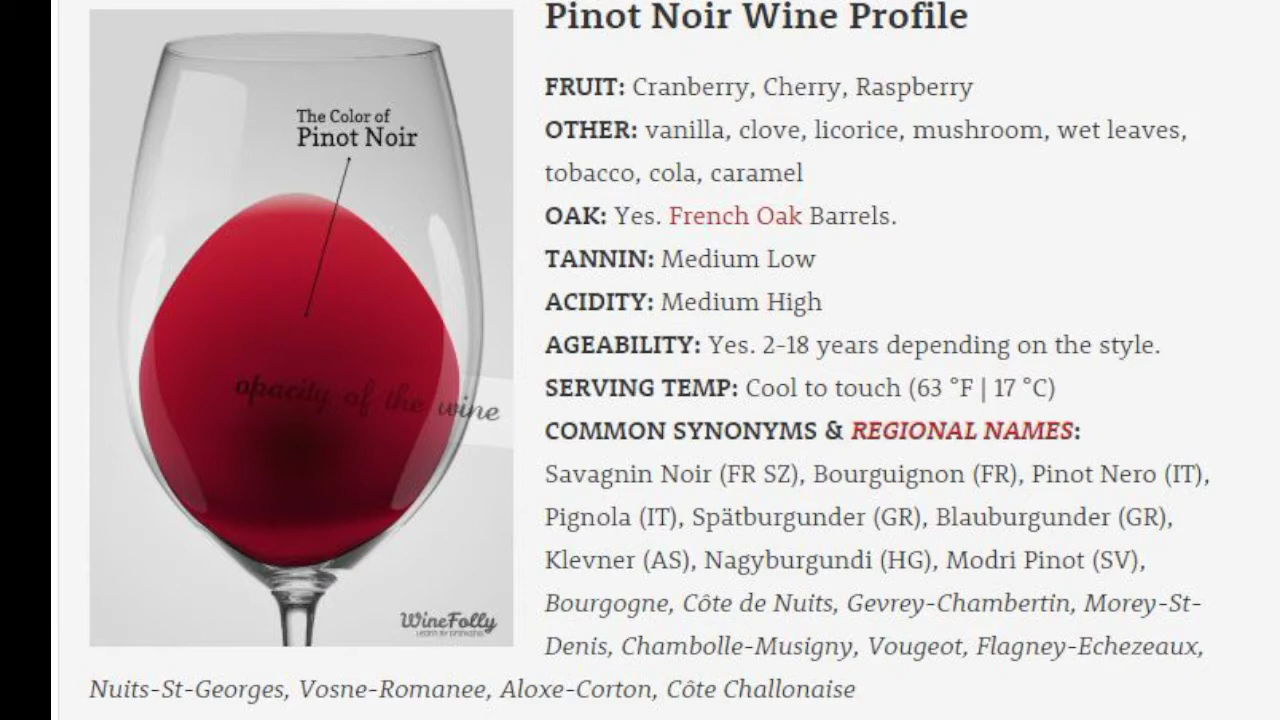 Pinot Noir Wine Profile
The Color of
Pinot Noir
opacity of the wine
WineFolly
FRUIT: Cranberry, Cherry, Raspberry
OTHER: vanilla, clove, licorice, mushroom, wet leaves,
tobacco, cola, caramel
OAK: Yes. French Oak Barrels.
TANNIN: Medium Low
ACIDITY: Medium High
AGEABILITY: Yes. 2-18 years depending on the style.
SERVING TEMP: Cool to touch (63 °F | 17 °C)
COMMON SYNONYMS & REGIONAL NAMES:
Savagnin Noir (FR SZ), Bourguignon (FR), Pinot Nero (IT),
Pignola (IT), Spätburgunder (GR), Blauburgunder (GR),
Klevner (AS), Nagyburgundi (HG), Modri Pinot (SV),
Bourgogne, Côte de Nuits, Gevrey-Chambertin, Morey-St-
Denis, Chambolle-Musigny, Vougeot, Flagney-Echezeaux,
Nuits-St-Georges, Vosne-Romanee, Aloxe-Corton, Côte Challonaise